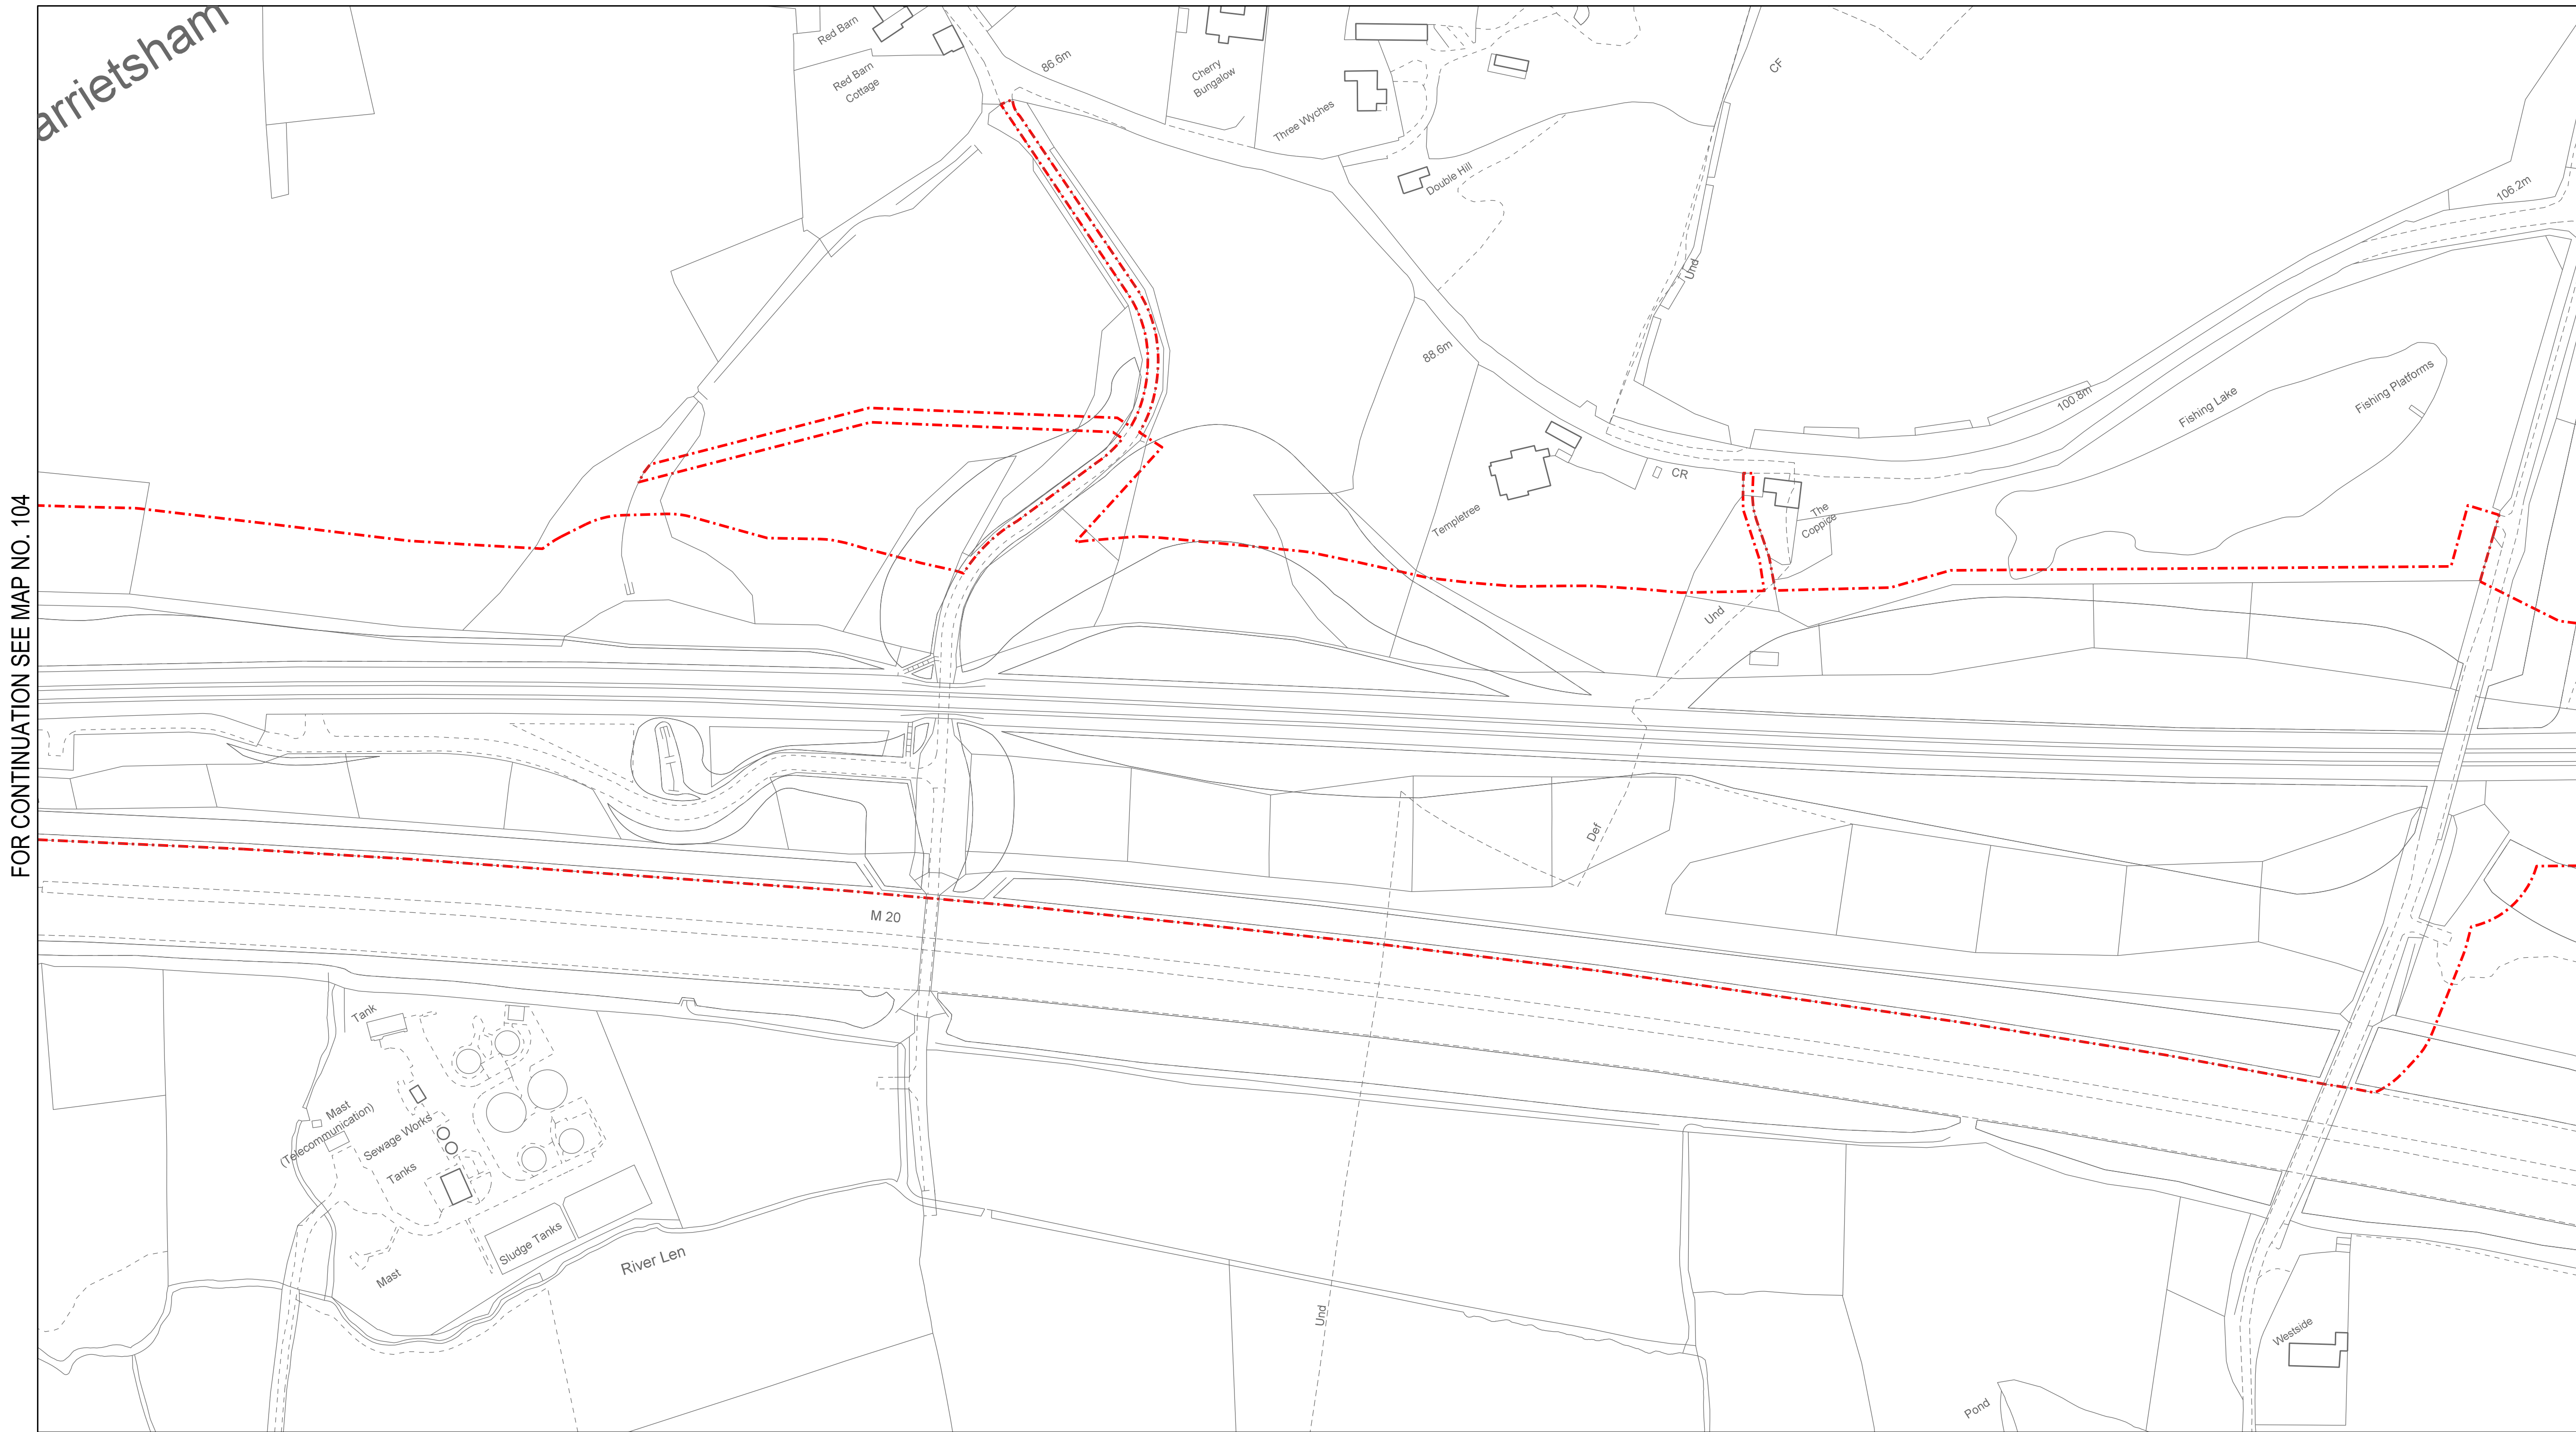 arrietsham
Red Barn
Red Barn
Cottage
86.6m
Cherry
Bungalow
Three Wyches
CF
Double Hill
106.2m
Und
88.6m
100.8m
Fishing Lake
Fishing Platforms
CR
Templetree
The
Coppice
Und
FOR CONTINUATION SEE MAP NO. 104
Def
M 20
Tank
Mast
(Telecommunication)
Sewage Works
Tanks
Sludge Tanks
River Len
Mast
Und
Westside
Pond